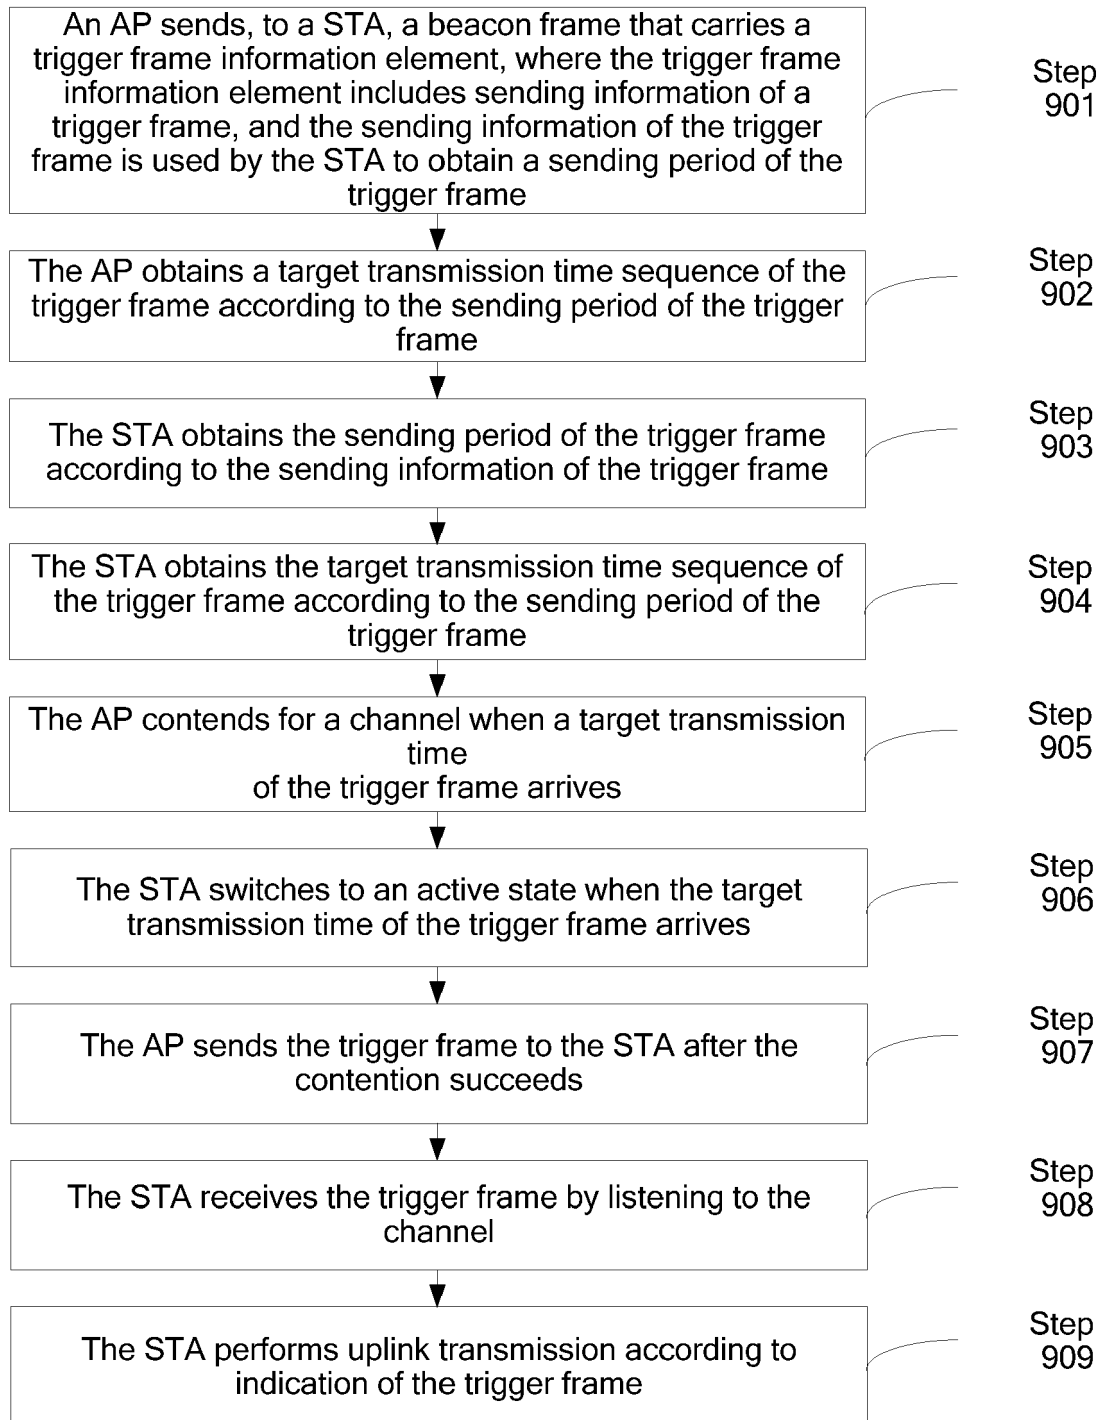 An AP sends, to a STA, a beacon frame that carries a
trigger frame information element, where the trigger frame
information element includes sending information of a
trigger frame, and the sending information of the trigger
frame is used by the STA to obtain a sending period of the
trigger frame
Step
901
The AP obtains a target transmission time sequence of the
trigger frame according to the sending period of the trigger
frame
Step
902
The STA obtains the sending period of the trigger frame
according to the sending information of the trigger frame
Step
903
The STA obtains the target transmission time sequence of
the trigger frame according to the sending period of the
trigger frame
Step
904
The AP contends for a channel when a target transmission
time
of the trigger frame arrives
Step
905
The STA switches to an active state when the target
transmission time of the trigger frame arrives
Step
906
The AP sends the trigger frame to the STA after the
contention succeeds
Step
907
The STA receives the trigger frame by listening to the
channel
Step
908
The STA performs uplink transmission according to
indication of the trigger frame
Step
909